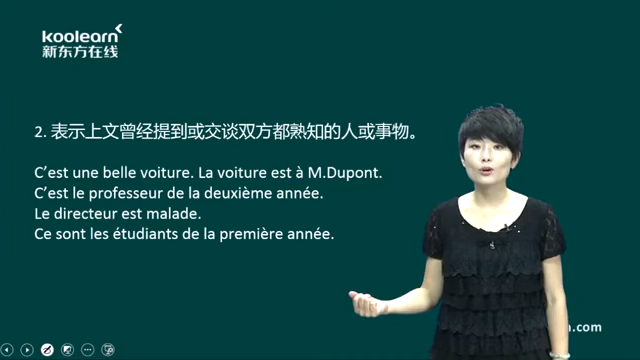 koolearn
新东方在线
2. 表示上文曾经提到或交谈双方都熟知的人或事物。
C’est une belle voiture. La voiture est à M.Dupont.
C’est le professeur de la deuxième année.
Le directeur est malade.
Ce sont les étudiants de la première année.
.com